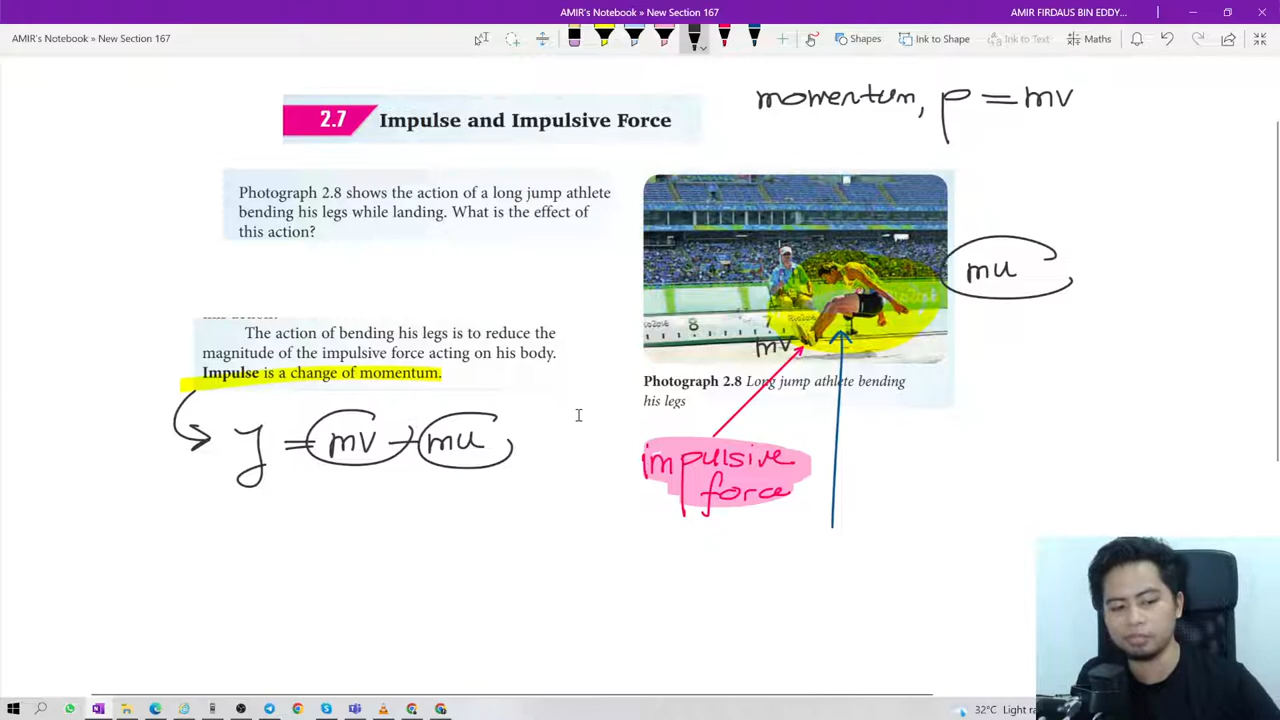 AMIR's Notebook » New Section 167
AMIR FIRDAUS BIN EDDY...
AMIR's Notebook » New Section 167
Shapes
Ink to Shape
Ink to Text
Maths
momentum, p = mv
2.7 Impulse and Impulsive Force
Photograph 2.8 shows the action of a long jump athlete
bending his legs while landing. What is the effect of
this action?
mu
8
7
mv
The action of bending his legs is to reduce the
magnitude of the impulsive force acting on his body.
Impulse is a change of momentum.
Photograph 2.8 Long jump athlete bending
his legs
J = mv - mu
impulsive
force
32°C Light ra